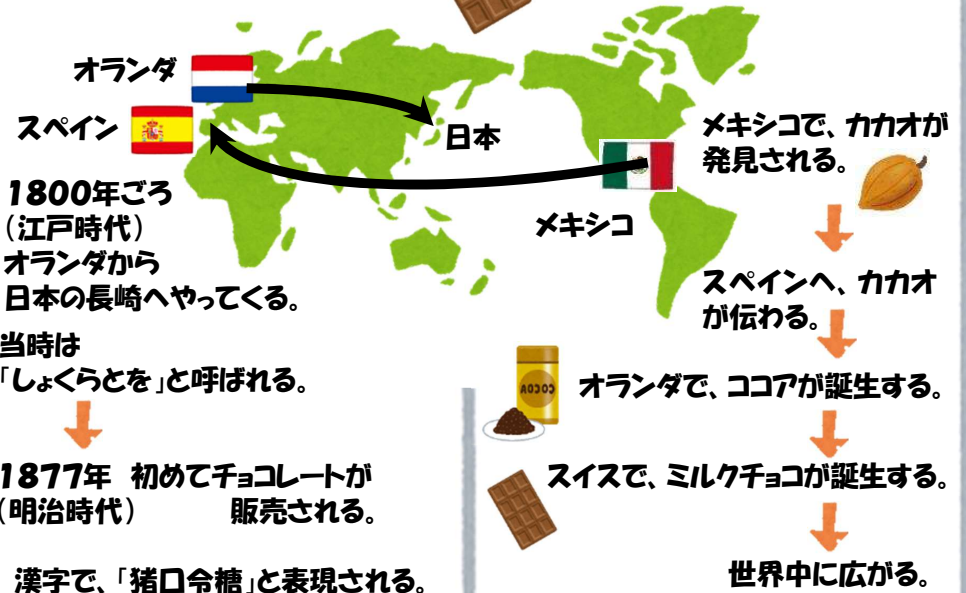 オランダ
スペイン
日本
メキシコ
メキシコで、カカオが
発見される。
スペインへ、カカオ
が伝わる。
オランダで、ココアが誕生する。
スイスで、ミルクチョコが誕生する。
世界中に広がる。
COCOA
1800年ごろ
(江戸時代)
オランダから
日本の長崎へやってくる。
当時は
「しょくらとを」と呼ばれる。
1877年 初めてチョコレートが
(明治時代) 販売される。
漢字で、「猪口令糖」と表現される。